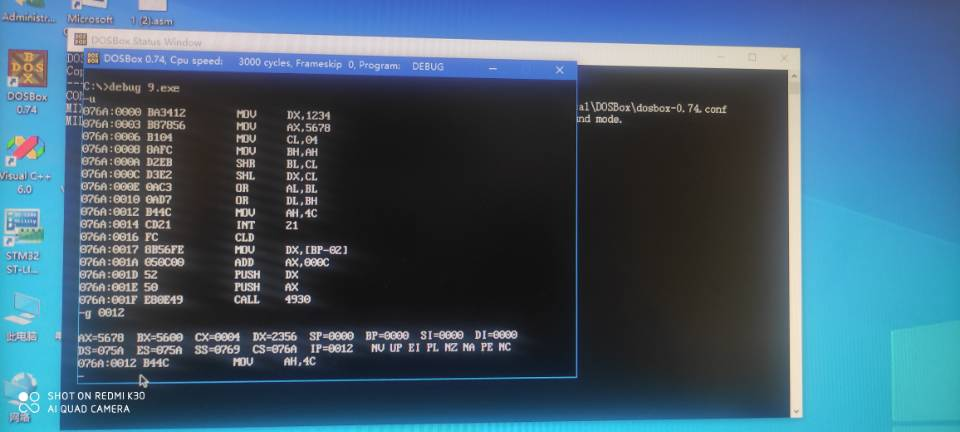 Administr...
Microsoft
1 (2).asm
DOSBox Status Window
DOSBox 0.74, Cpu speed: 3000 cycles, Frameskip 0, Program: DEBUG
DOSBox
0.74
Visual C++
6.0
STM32
ST-LI...
此电脑
网络
al\DOSBox\dosbox-0.74.conf
nd mode.
C:\>debug 9.exe
-u
076A:0000 BA3412 MOV DX,1234
076A:0003 B87856 MOV AX,5678
076A:0006 B104 MOV CL,04
076A:0008 8AFC MOV BH,AH
076A:000A D2EB SHR BL,CL
076A:000C D3E2 SHL DX,CL
076A:000E 0AC3 OR AL,BL
076A:0010 0AD7 OR DL,BH
076A:0012 B44C MOV AH,4C
076A:0014 CD21 INT 21
076A:0016 FC CLD
076A:0017 8B56FE MOV DX,[BP-02]
076A:001A 050C00 ADD AX,000C
076A:001D 52 PUSH DX
076A:001E 50 PUSH AX
076A:001F E80E49 CALL 4930
-g 0012
AX=5678 BX=5600 CX=0004 DX=2356 SP=0000 BP=0000 SI=0000 DI=0000
DS=075A ES=075A SS=0769 CS=076A IP=0012 NV UP EI PL NZ NA PE NC
076A:0012 B44C MOV AH,4C
-
SHOT ON REDMI K30
AI QUAD CAMERA